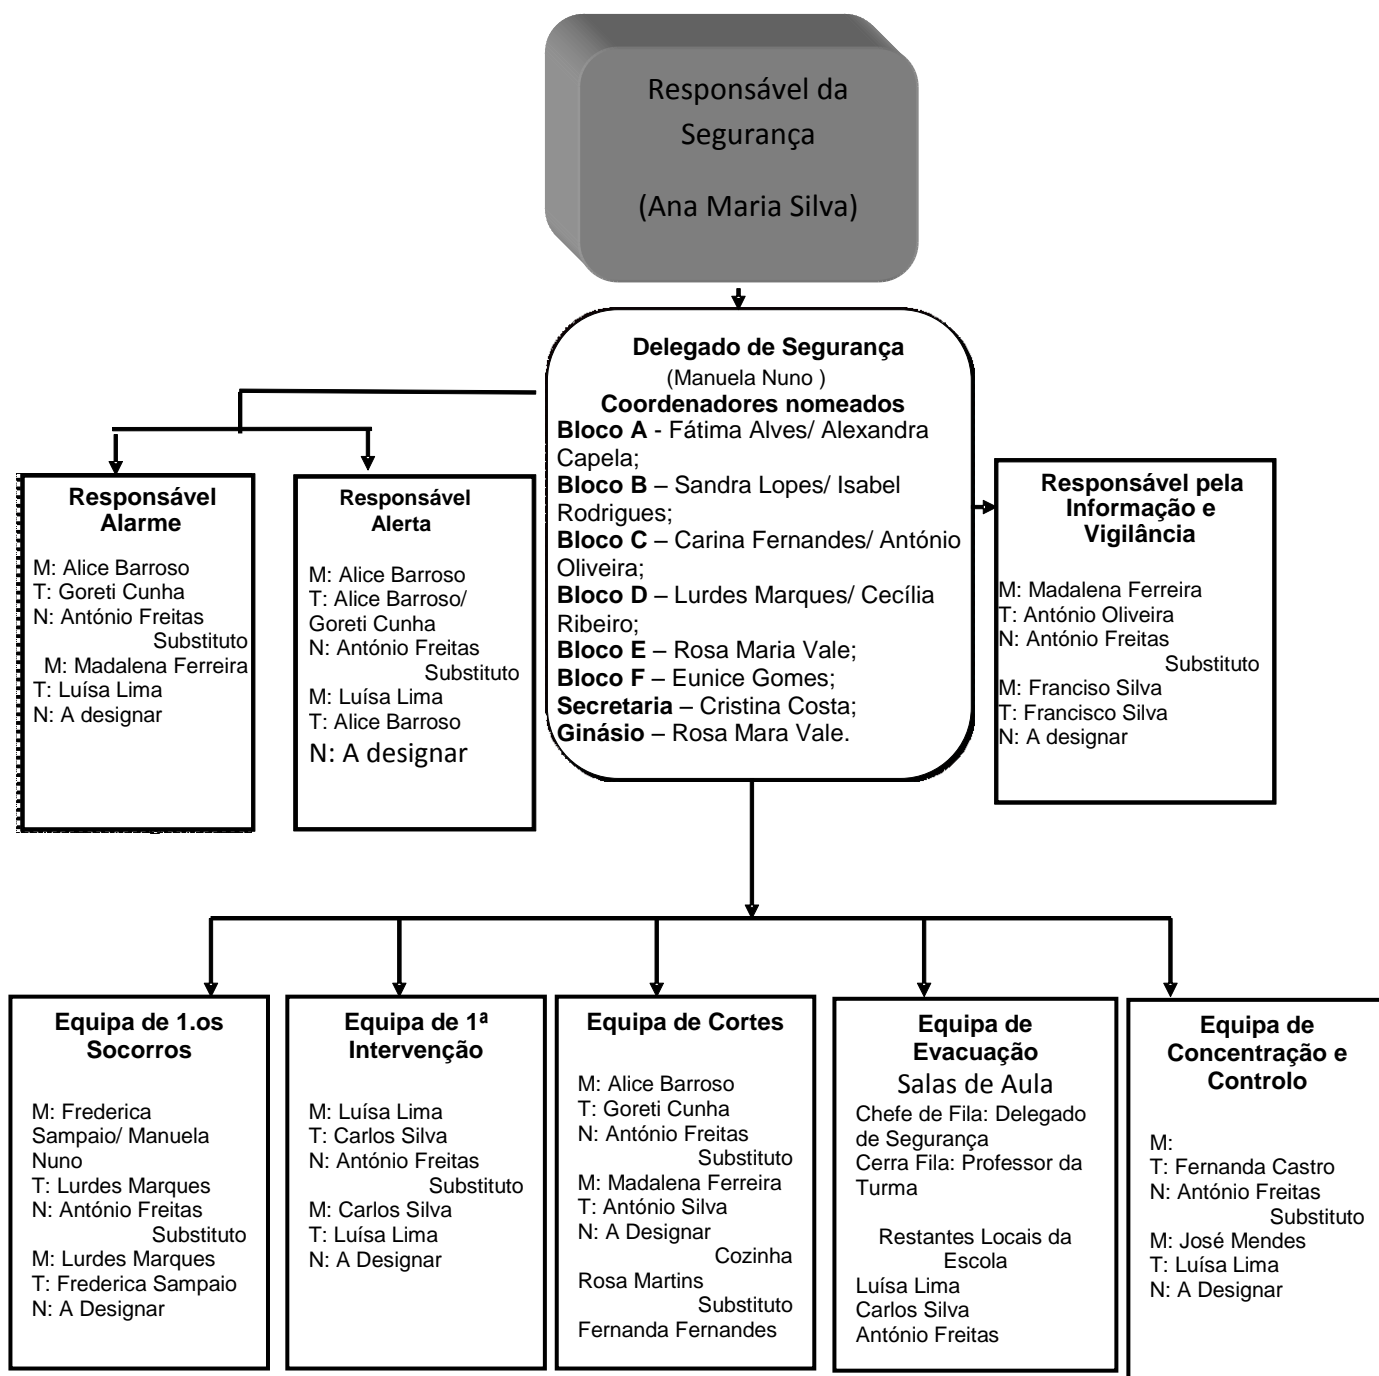 Responsável da
Segurança
(Ana Maria Silva)
Delegado de Segurança
(Manuela Nuno )
Coordenadores nomeados
Bloco A - Fátima Alves/ Alexandra
Capela;
Bloco B – Sandra Lopes/ Isabel
Rodrigues;
Bloco C – Carina Fernandes/ António
Oliveira;
Bloco D – Lurdes Marques/ Cecília
Ribeiro;
Bloco E – Rosa Maria Vale;
Bloco F – Eunice Gomes;
Secretaria – Cristina Costa;
Ginásio – Rosa Mara Vale.
Responsável
Alarme
M: Alice Barroso
T: Goreti Cunha
N: António Freitas
Substituto
M: Madalena Ferreira
T: Luísa Lima
N: A designar
Responsável
Alerta
M: Alice Barroso
T: Alice Barroso/
Goreti Cunha
N: António Freitas
Substituto
M: Luísa Lima
T: Alice Barroso
N: A designar
Responsável pela
Informação e
Vigilância
M: Madalena Ferreira
T: António Oliveira
N: António Freitas
Substituto
M: Franciso Silva
T: Francisco Silva
N: A designar
Equipa de 1.os
Socorros
M: Frederica
Sampaio/ Manuela
Nuno
T: Lurdes Marques
N: António Freitas
Substituto
M: Lurdes Marques
T: Frederica Sampaio
N: A Designar
Equipa de 1ª
Intervenção
M: Luísa Lima
T: Carlos Silva
N: António Freitas
Substituto
M: Carlos Silva
T: Luísa Lima
N: A Designar
Equipa de Cortes
M: Alice Barroso
T: Goreti Cunha
N: António Freitas
Substituto
M: Madalena Ferreira
T: António Silva
N: A Designar
Cozinha
Rosa Martins
Substituto
Fernanda Fernandes
Equipa de
Evacuação
Salas de Aula
Chefe de Fila: Delegado
de Segurança
Cerra Fila: Professor da
Turma
Restantes Locais da
Escola
Luísa Lima
Carlos Silva
António Freitas
Equipa de
Concentração e
Controlo
M:
T: Fernanda Castro
N: António Freitas
Substituto
M: José Mendes
T: Luísa Lima
N: A Designar